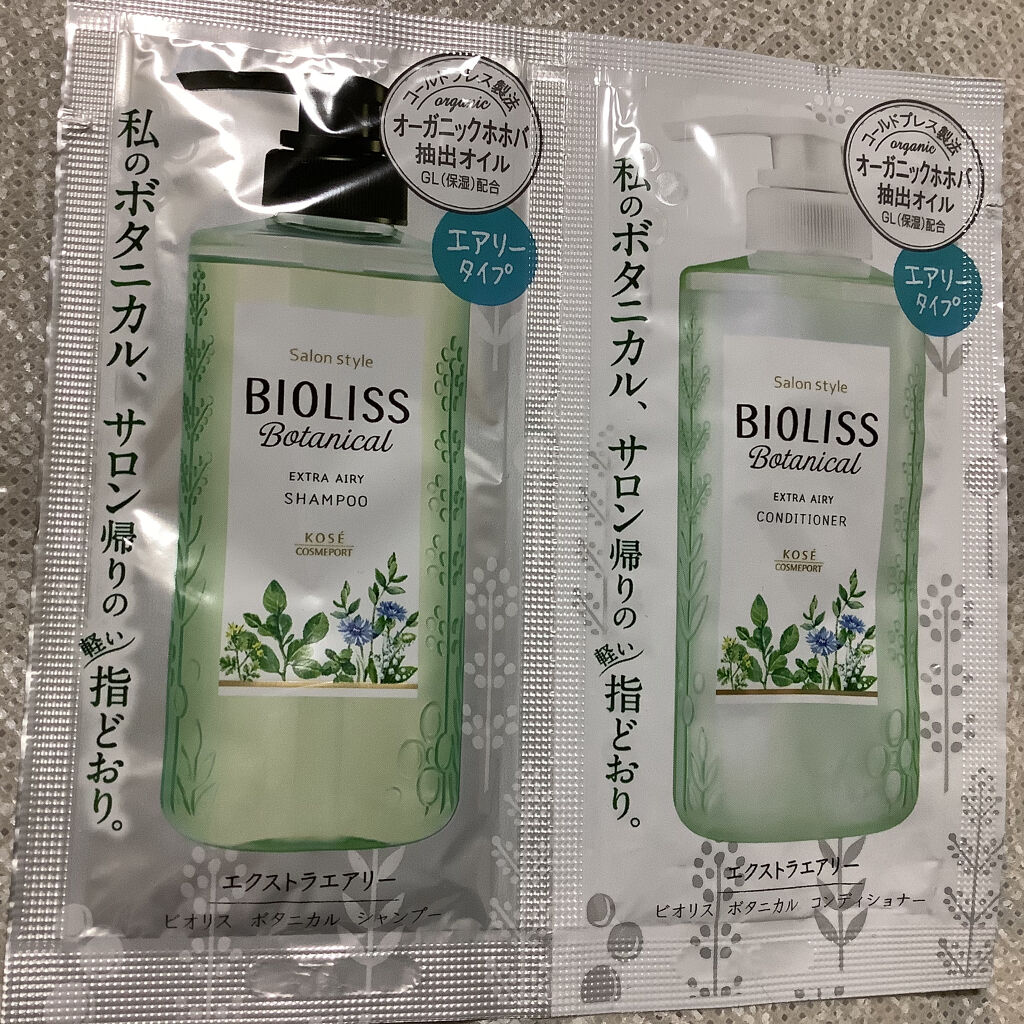 コールドプレス製法
organic
オーガニックホホバ
抽出オイル
GL(保湿)配合
エアリー
タイプ
私のボタニカル、サロン帰りの軽い指どおり。
Salon style
BIOLISS
Botanical
EXTRA AIRY
SHAMPOO
KOSÉ
COSMEPORT
エクストラエアリー
ビオリス ボタニカル シャンプー
コールドプレス製法
organic
オーガニックホホバ
抽出オイル
GL(保湿)配合
エアリー
タイプ
私のボタニカル、サロン帰りの軽い指どおり。
Salon style
BIOLISS
Botanical
EXTRA AIRY
CONDITIONER
KOSÉ
COSMEPORT
エクストラエアリー
ビオリス ボタニカル コンディショナー